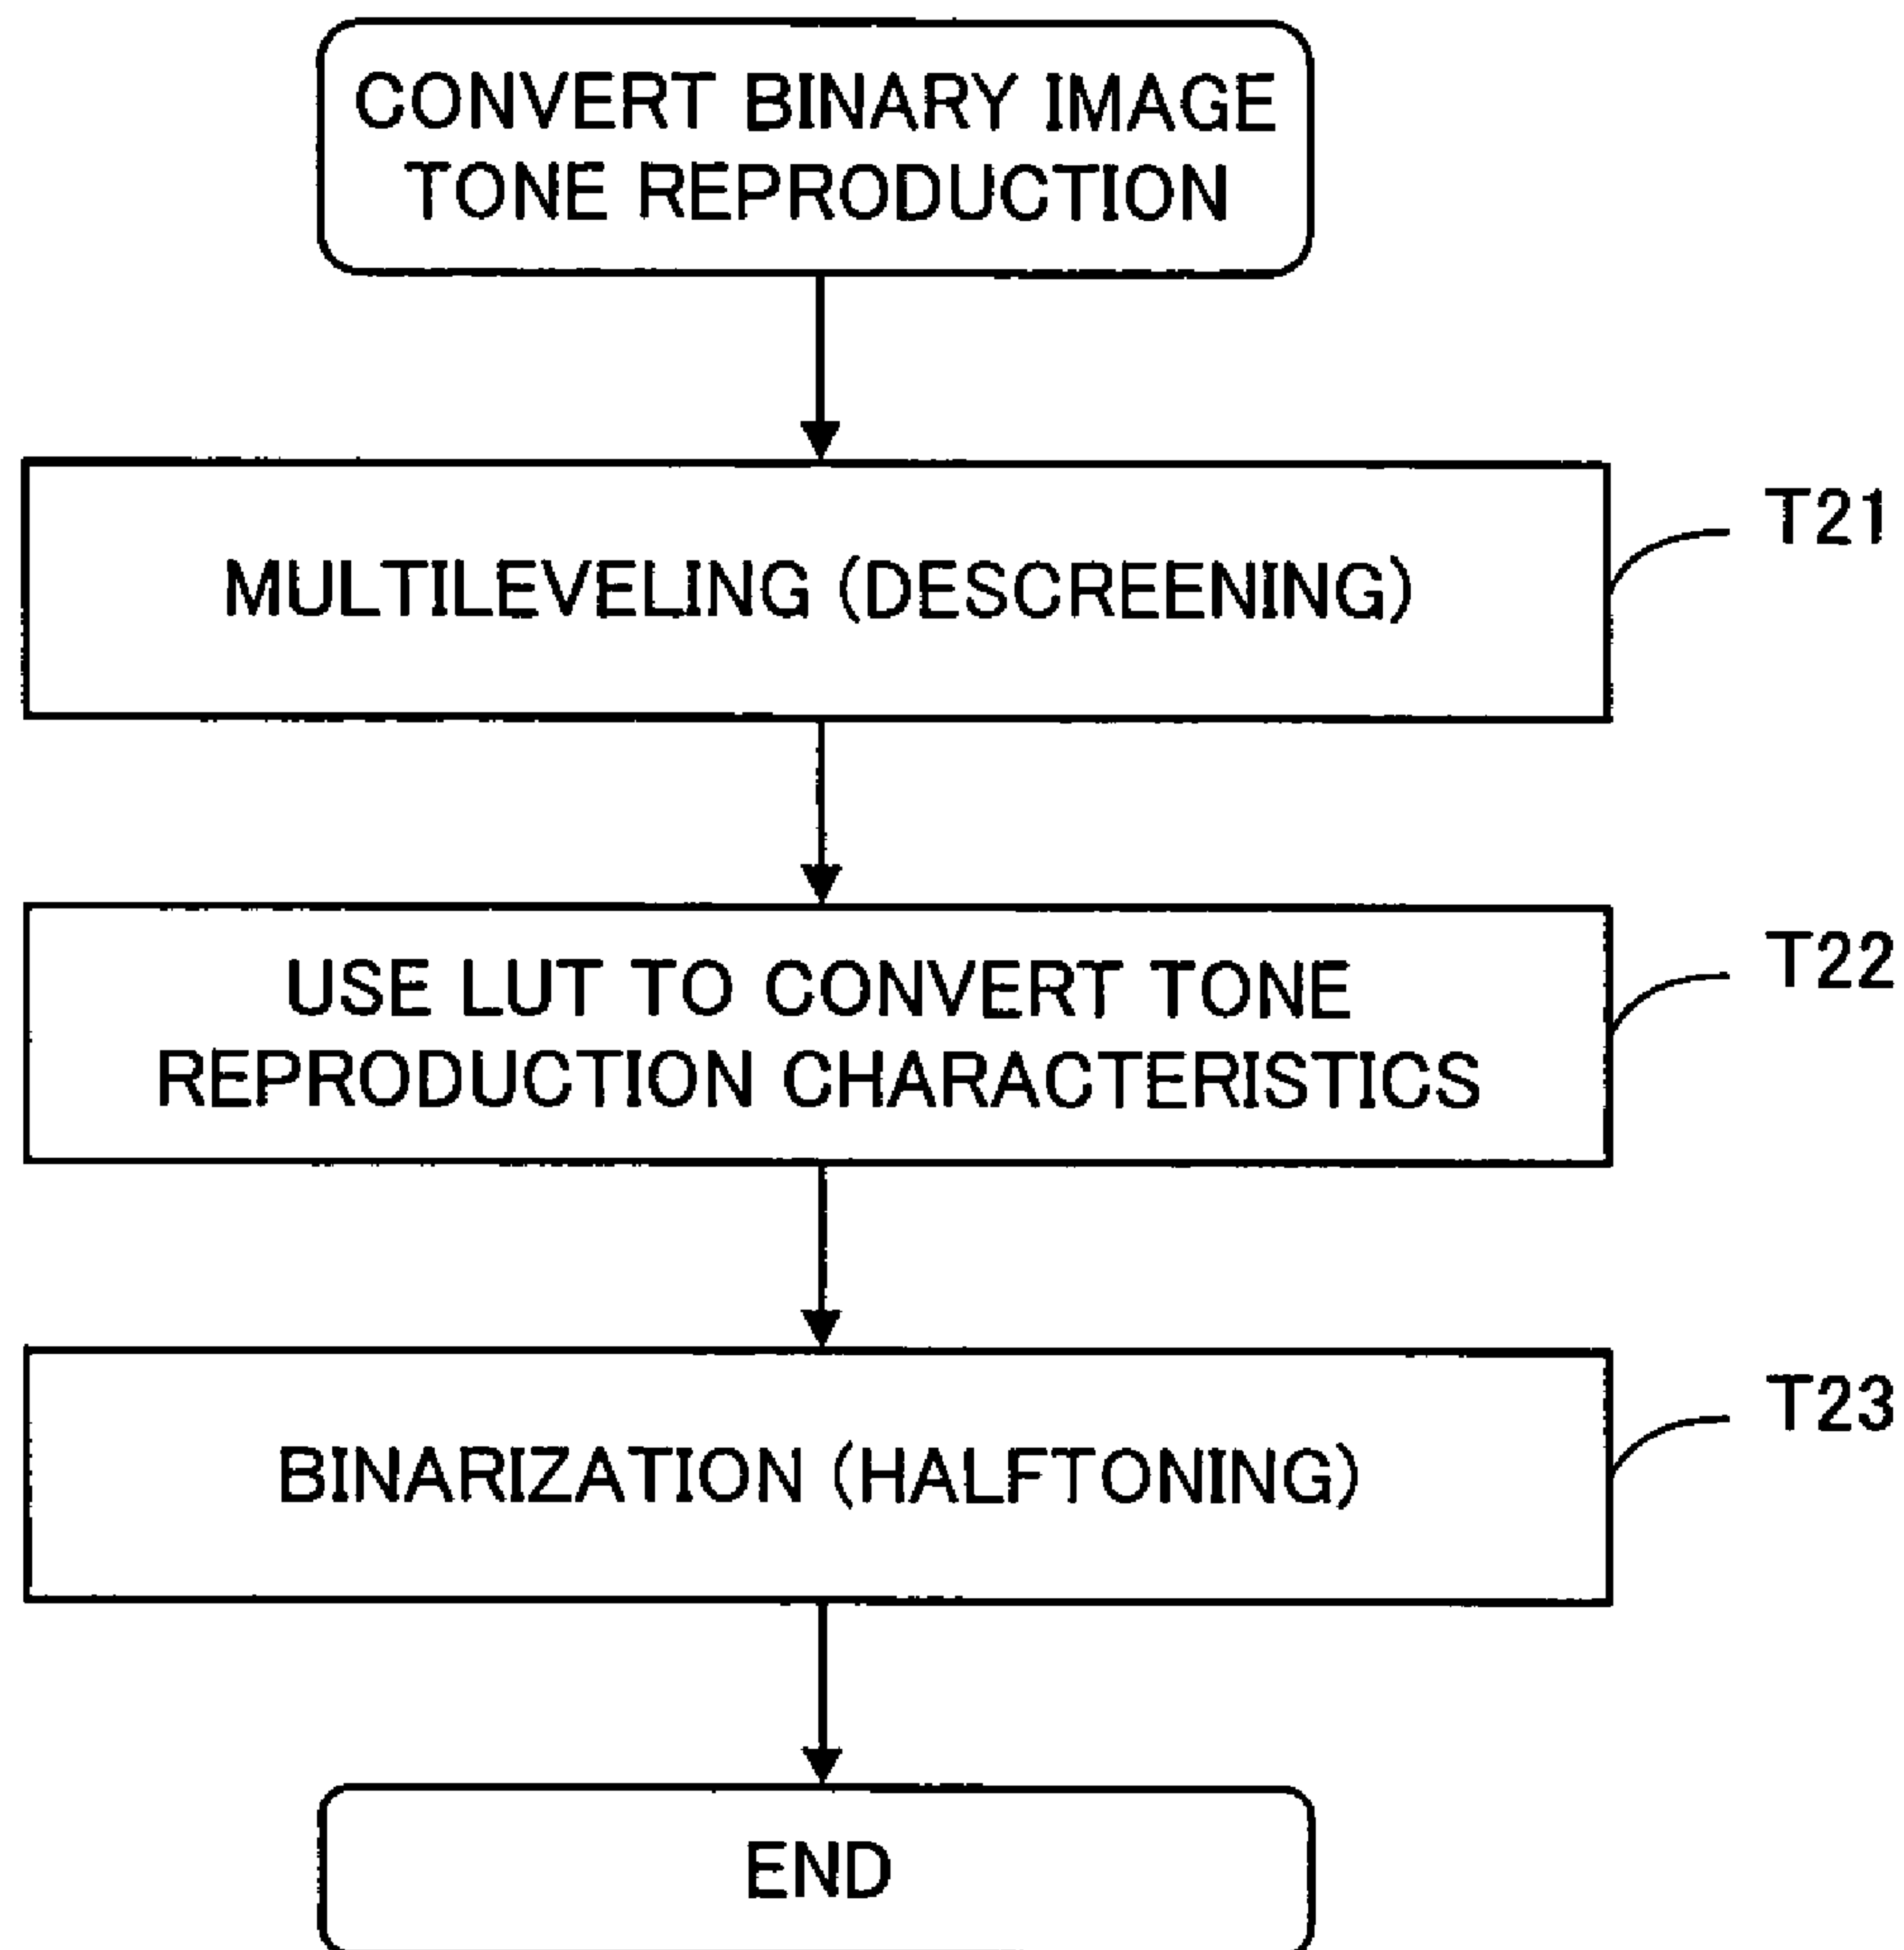 CONVERT BINARY IMAGE
TONE REPRODUCTION
MULTILEVELING (DESCREENING)
T21
USE LUT TO CONVERT TONE
REPRODUCTION CHARACTERISTICS
T22
BINARIZATION (HALFTONING)
T23
END